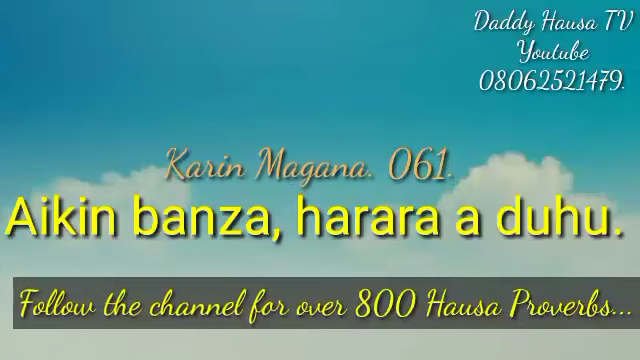 Daddy Hausa TV
Youtube
08062521479.
Karin Magana. 061.
Aikin banza, harara a duhu.
Follow the channel for over 800 Hausa Proverbs...